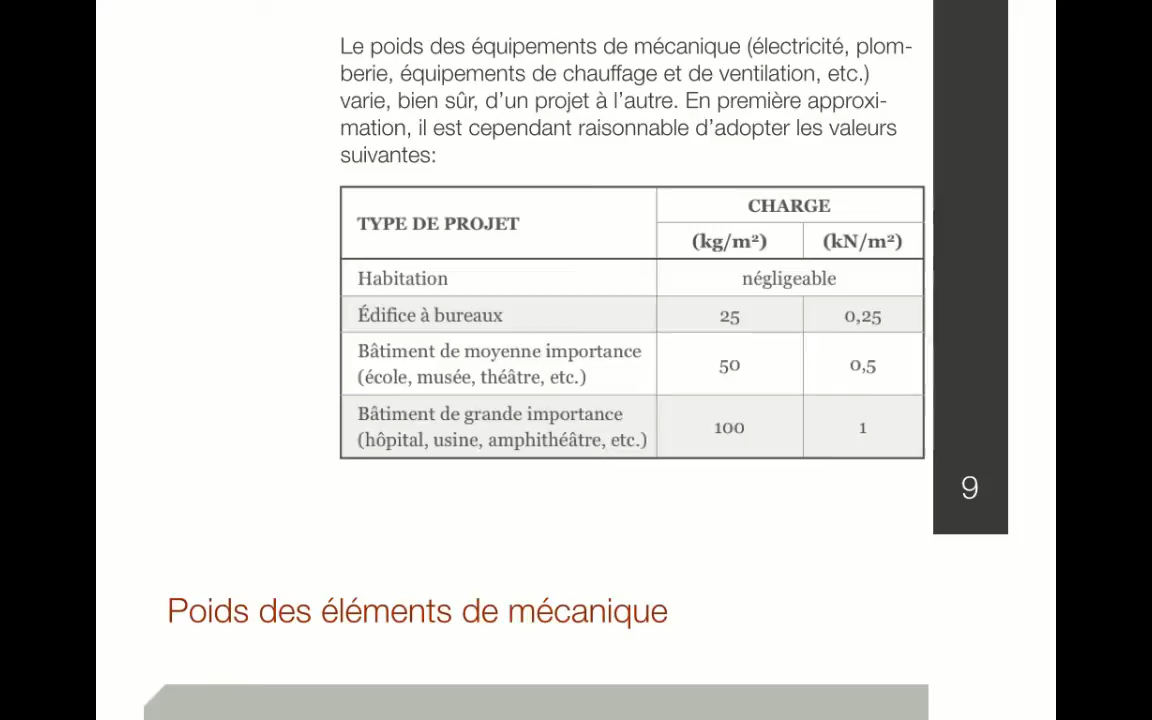 Le poids des équipements de mécanique (électricité, plom-
berie, équipements de chauffage et de ventilation, etc.)
varie, bien sûr, d’un projet à l’autre. En première approxi-
mation, il est cependant raisonnable d’adopter les valeurs
suivantes:
TYPE DE PROJET
CHARGE
(kg/m²) (kN/m²)
Habitation négligeable
Édifice à bureaux 25 0,25
Bâtiment de moyenne importance
(école, musée, théâtre, etc.) 50 0,5
Bâtiment de grande importance
(hôpital, usine, amphithéâtre, etc.) 100 1
9
Poids des éléments de mécanique